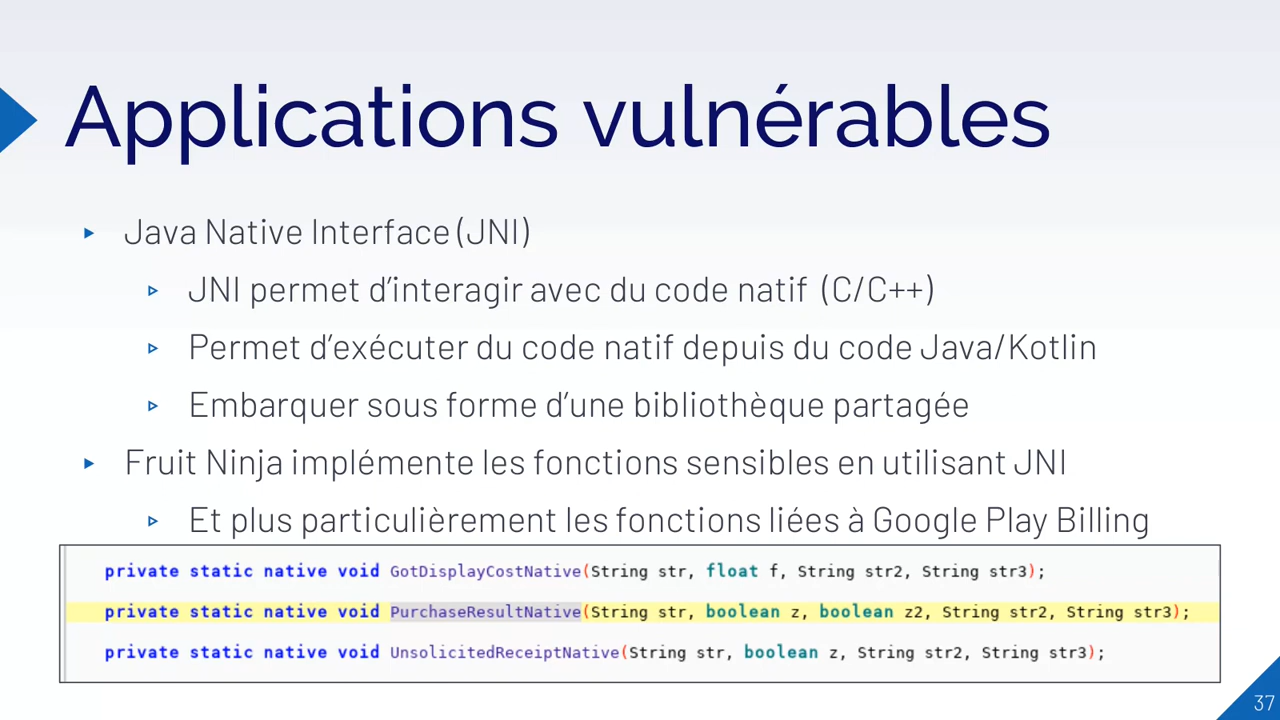 Applications vulnérables
Java Native Interface (JNI)
JNI permet d’interagir avec du code natif (C/C++)
Permet d’exécuter du code natif depuis du code Java/Kotlin
Embarquer sous forme d’une bibliothèque partagée
Fruit Ninja implémente les fonctions sensibles en utilisant JNI
Et plus particulièrement les fonctions liées à Google Play Billing
private static native void GotDisplayCostNative(String str, float f, String str2, String str3);
private static native void PurchaseResultNative(String str, boolean z, boolean z2, String str2, String str3);
private static native void UnsolicitedReceiptNative(String str, boolean z, String str2, String str3);
37